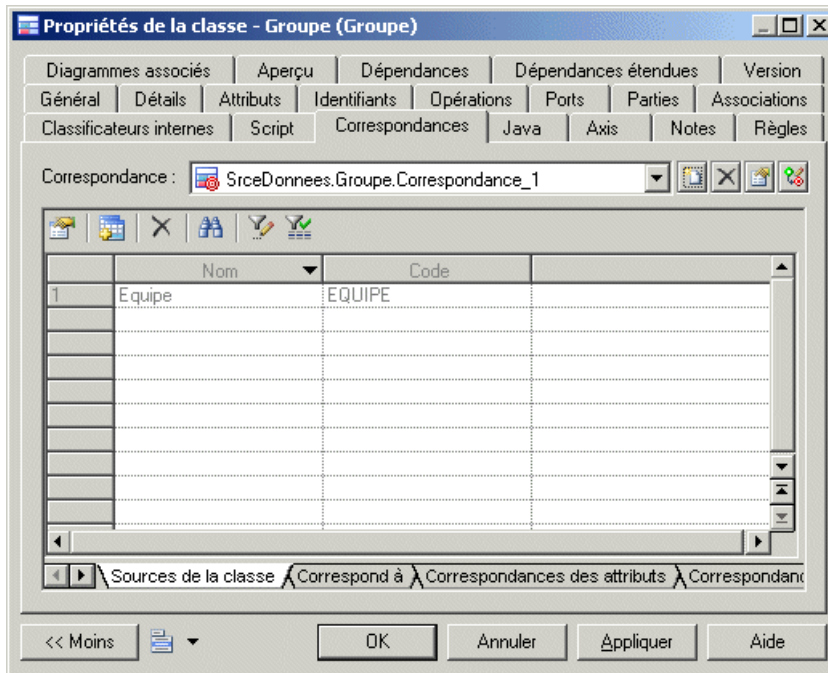 Propriétés de la classe - Groupe (Groupe)
Diagrammes associés Aperçu Dépendances Dépendances étendues Version
Général Détails Attributs Identifiants Opérations Ports Parties Associations
Classificateurs internes Script Correspondances Java Axis Notes Règles
Correspondance : SrceDonnees.Groupe.Correspondance_1
Nom Code
1 Equipe EQUIPE
Sources de la classe Correspond à Correspondances des attributs Correspondanc
<< Moins OK Annuler Appliquer Aide